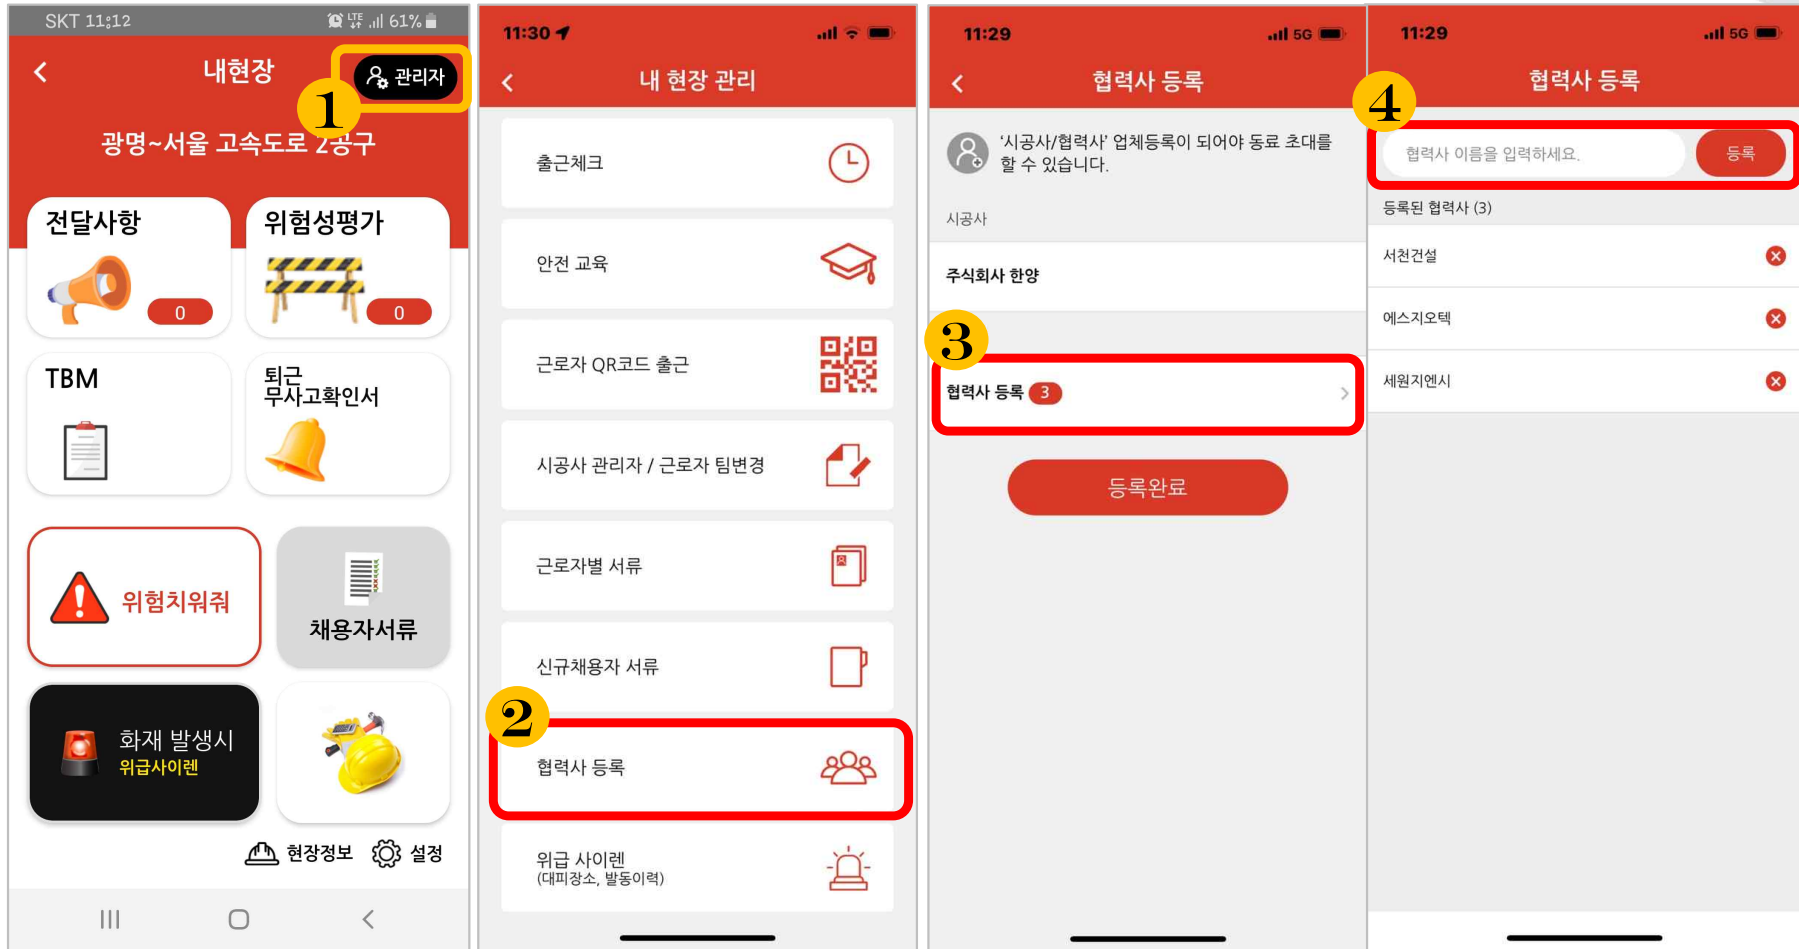 SKT 11:12
LTE 61%
내현장
관리자
1
광명~서울 고속도로 2공구
전달사항
위험성평가
0
0
TBM
퇴근
무사고확인서
위험치워줘
채용자서류
화재 발생시
위급사이렌
현장정보
설정
11:30
내 현장 관리
출근체크
안전 교육
근로자 QR코드 출근
시공사 관리자 / 근로자 팀변경
근로자별 서류
신규채용자 서류
2
협력사 등록
위급 사이렌
(대피장소, 발동이력)
11:29
5G
협력사 등록
‘시공사/협력사’ 업체등록이 되어야 동료 초대를
할 수 있습니다.
시공사
주식회사 한양
3
협력사 등록 3
등록완료
11:29
5G
협력사 등록
4
협력사 이름을 입력하세요.
등록
등록된 협력사 (3)
서천건설
에스지오텍
세원지엔시